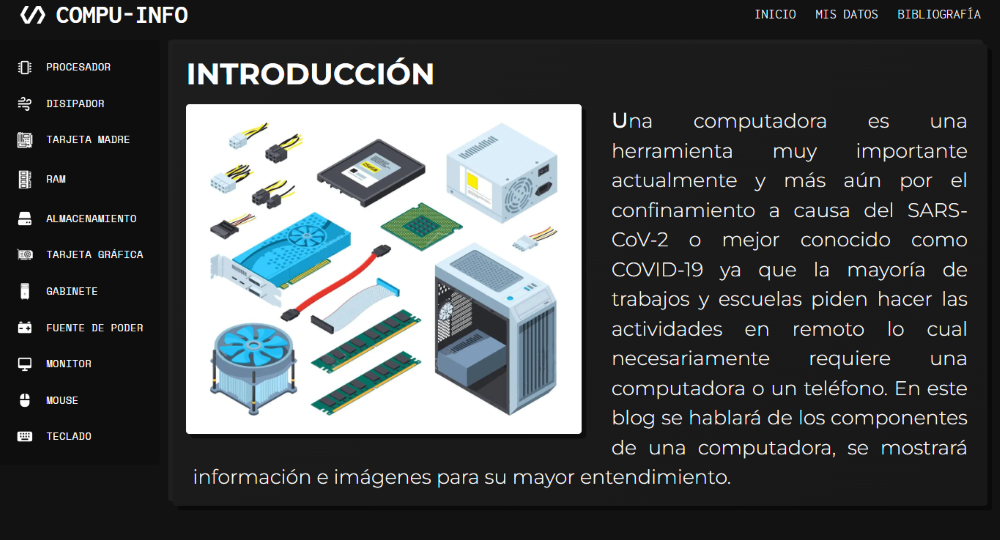 COMPU-INFO
INICIO MIS DATOS BIBLIOGRAFÍA
PROCESADOR
DISIPADOR
TARJETA MADRE
RAM
ALMACENAMIENTO
TARJETA GRÁFICA
GABINETE
FUENTE DE PODER
MONITOR
MOUSE
TECLADO
INTRODUCCIÓN
Una computadora es una
herramienta muy importante
actualmente y más aún por el
confinamiento a causa del SARS-
CoV-2 o mejor conocido como
COVID-19 ya que la mayoría de
trabajos y escuelas piden hacer las
actividades en remoto lo cual
necesariamente requiere una
computadora o un teléfono. En este
blog se hablará de los componentes
de una computadora, se mostrará
información e imágenes para su mayor entendimiento.